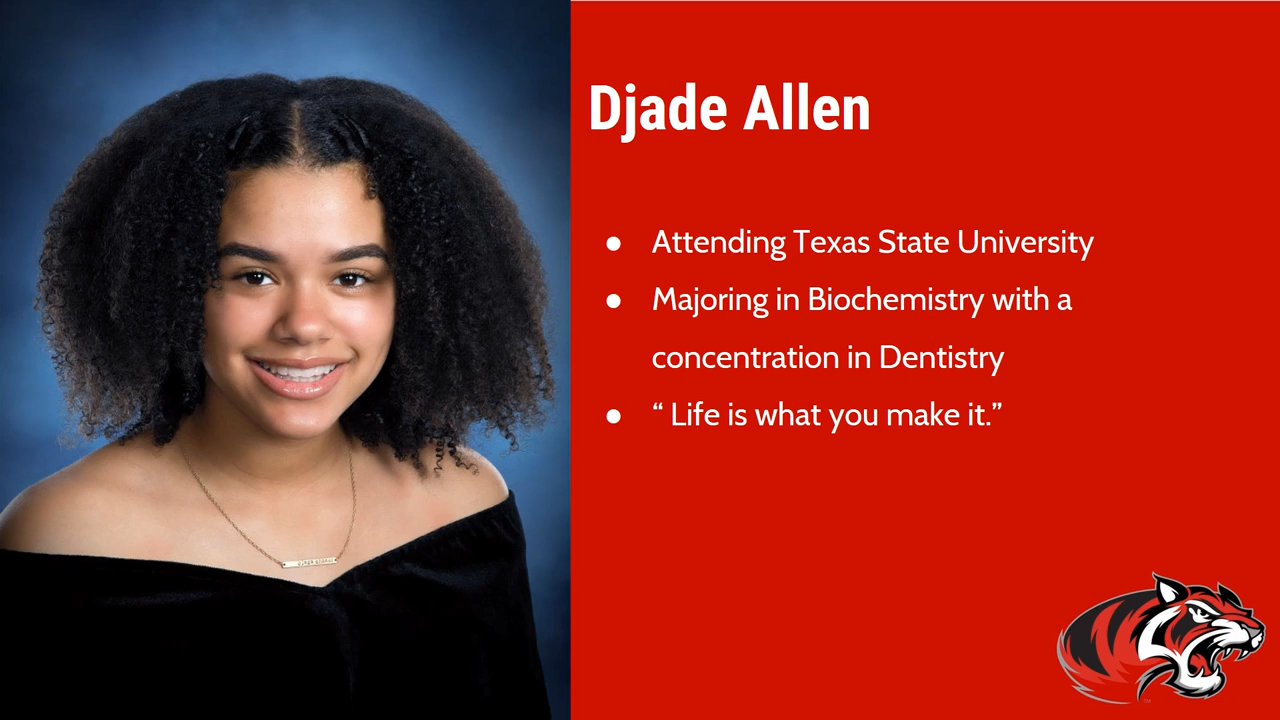 Djade Allen
● Attending Texas State University
● Majoring in Biochemistry with a
concentration in Dentistry
● “ Life is what you make it.”